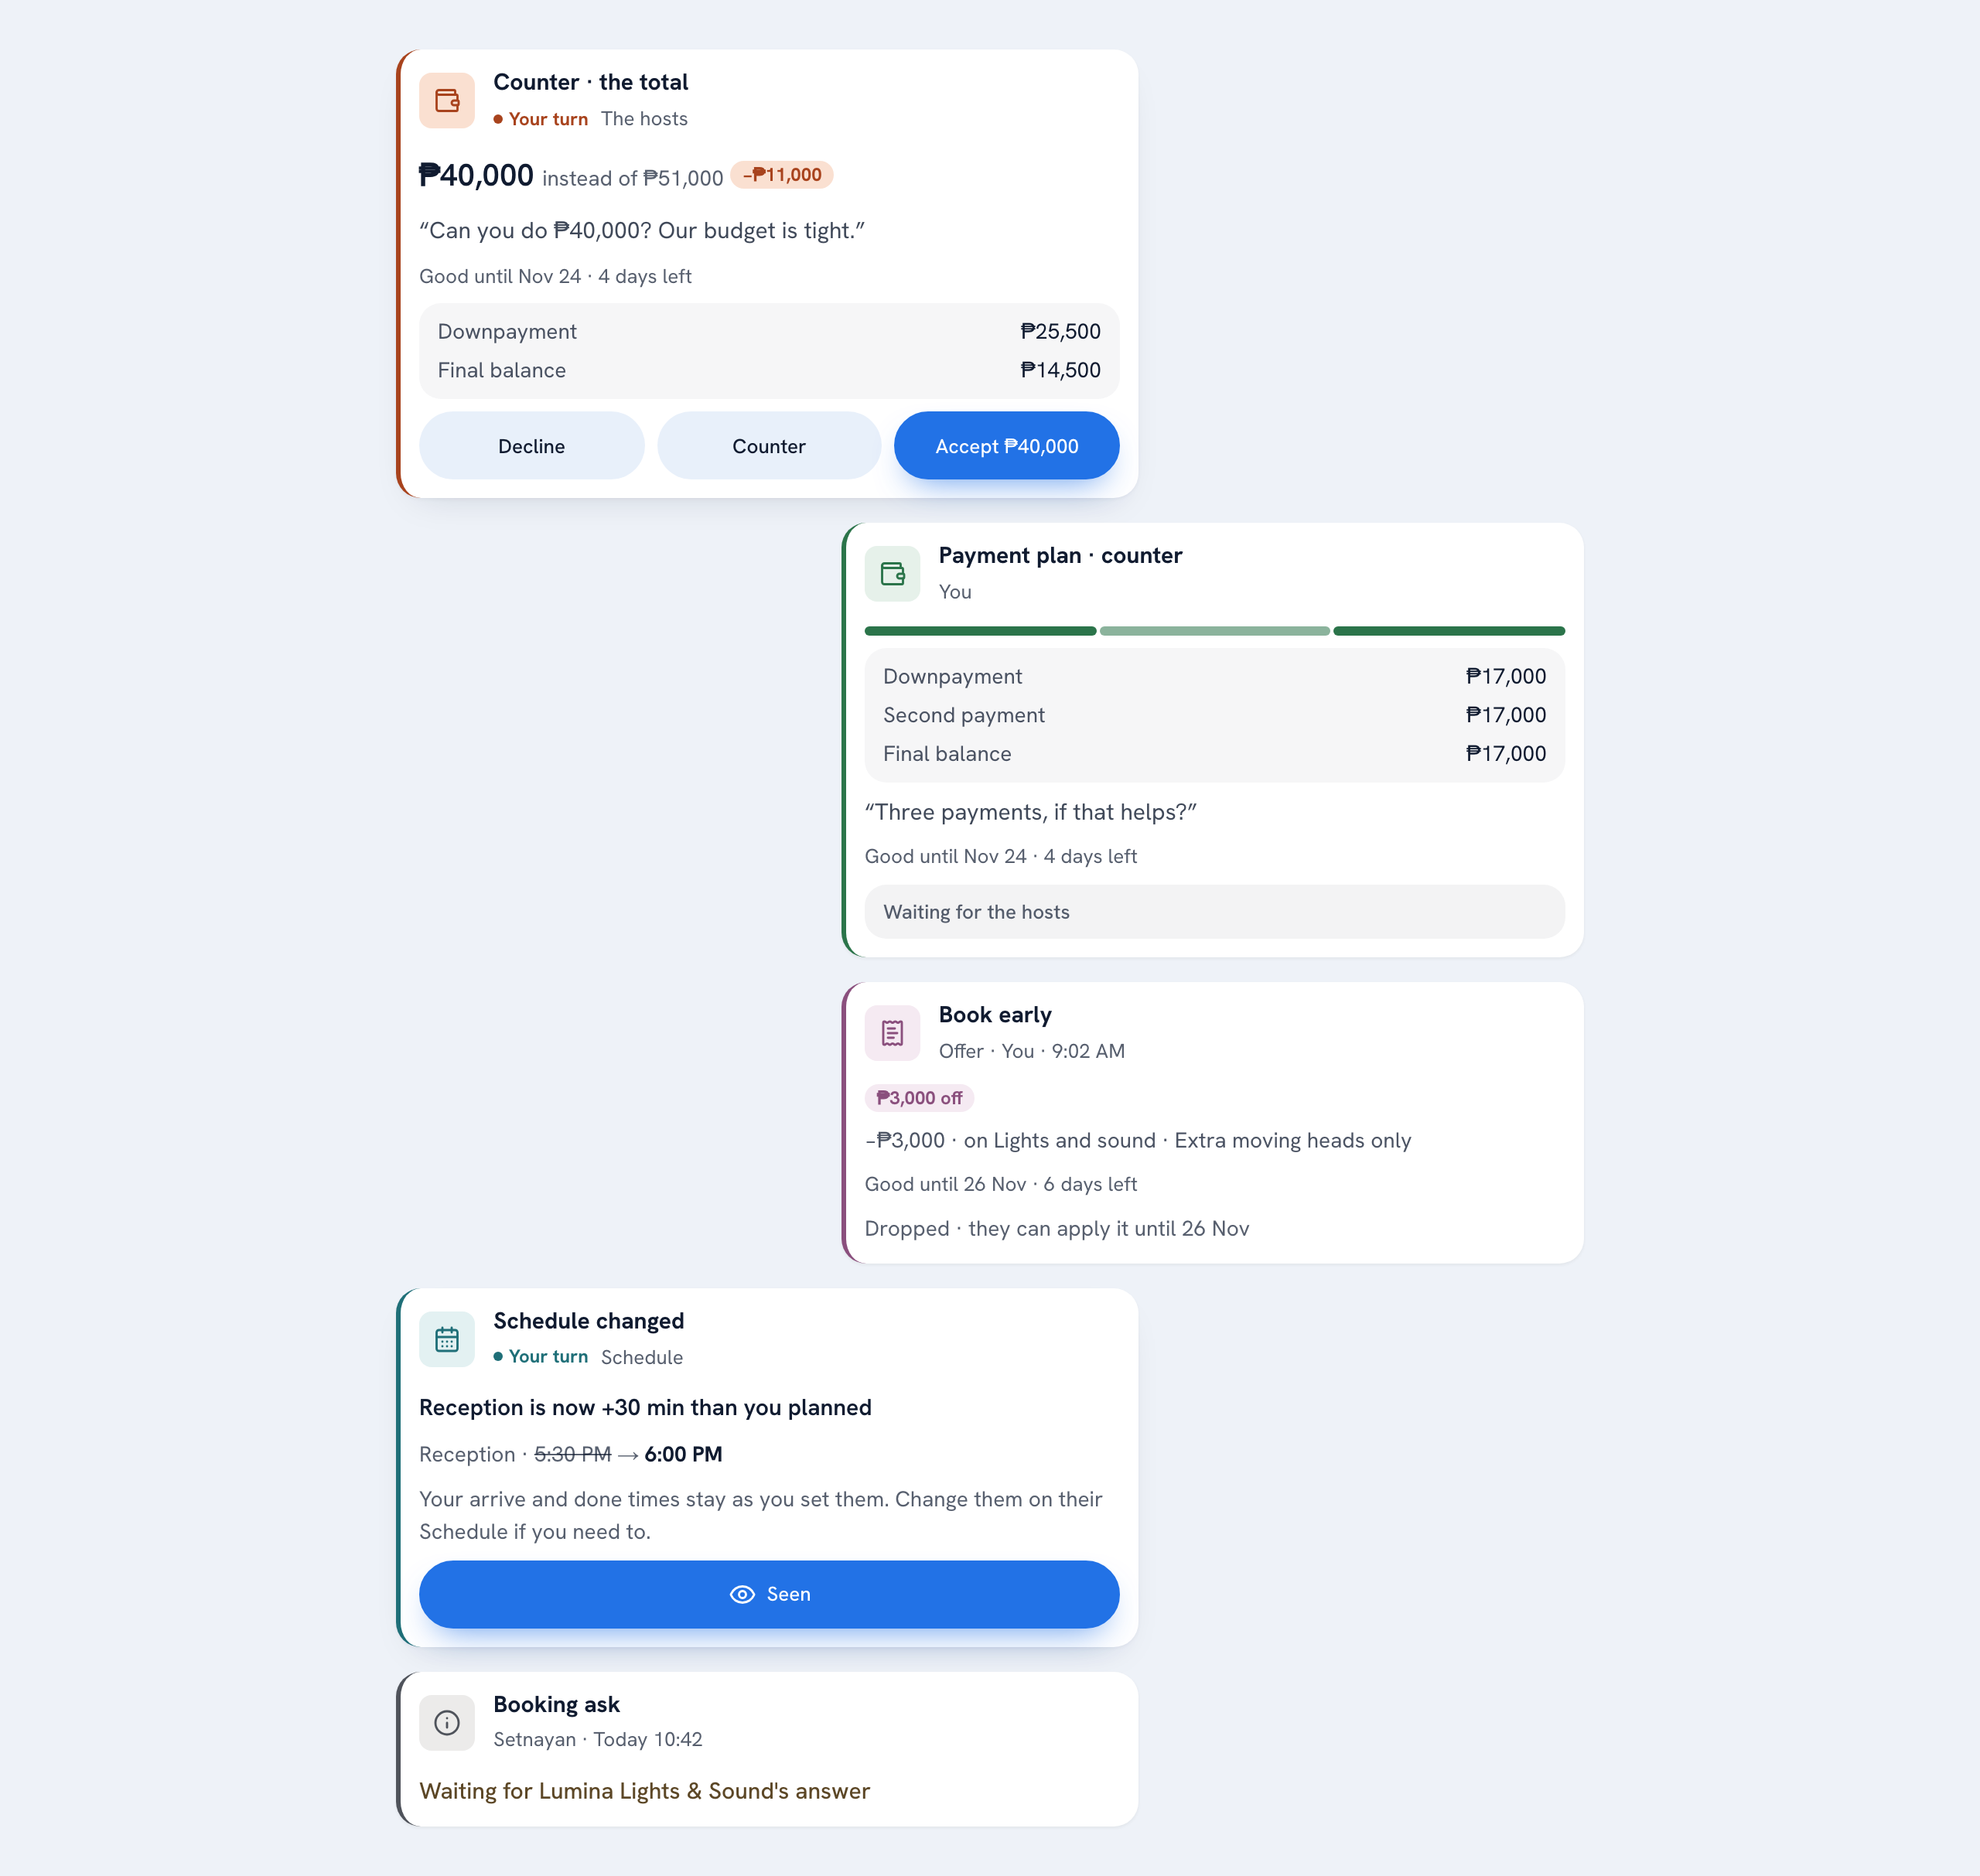 Counter · the total
Your turn The hosts
₱40,000 instead of ₱51,000 −₱11,000
“Can you do ₱40,000? Our budget is tight.”
Good until Nov 24 · 4 days left
Downpayment ₱25,500
Final balance ₱14,500
Decline Counter Accept ₱40,000
Payment plan · counter
You
Downpayment ₱17,000
Second payment ₱17,000
Final balance ₱17,000
“Three payments, if that helps?”
Good until Nov 24 · 4 days left
Waiting for the hosts
Book early
Offer · You · 9:02 AM
₱3,000 off
−₱3,000 · on Lights and sound · Extra moving heads only
Good until 26 Nov · 6 days left
Dropped · they can apply it until 26 Nov
Schedule changed
Your turn Schedule
Reception is now +30 min than you planned
Reception · 5:30 PM → 6:00 PM
Your arrive and done times stay as you set them. Change them on their
Schedule if you need to.
Seen
Booking ask
Setnayan · Today 10:42
Waiting for Lumina Lights & Sound's answer